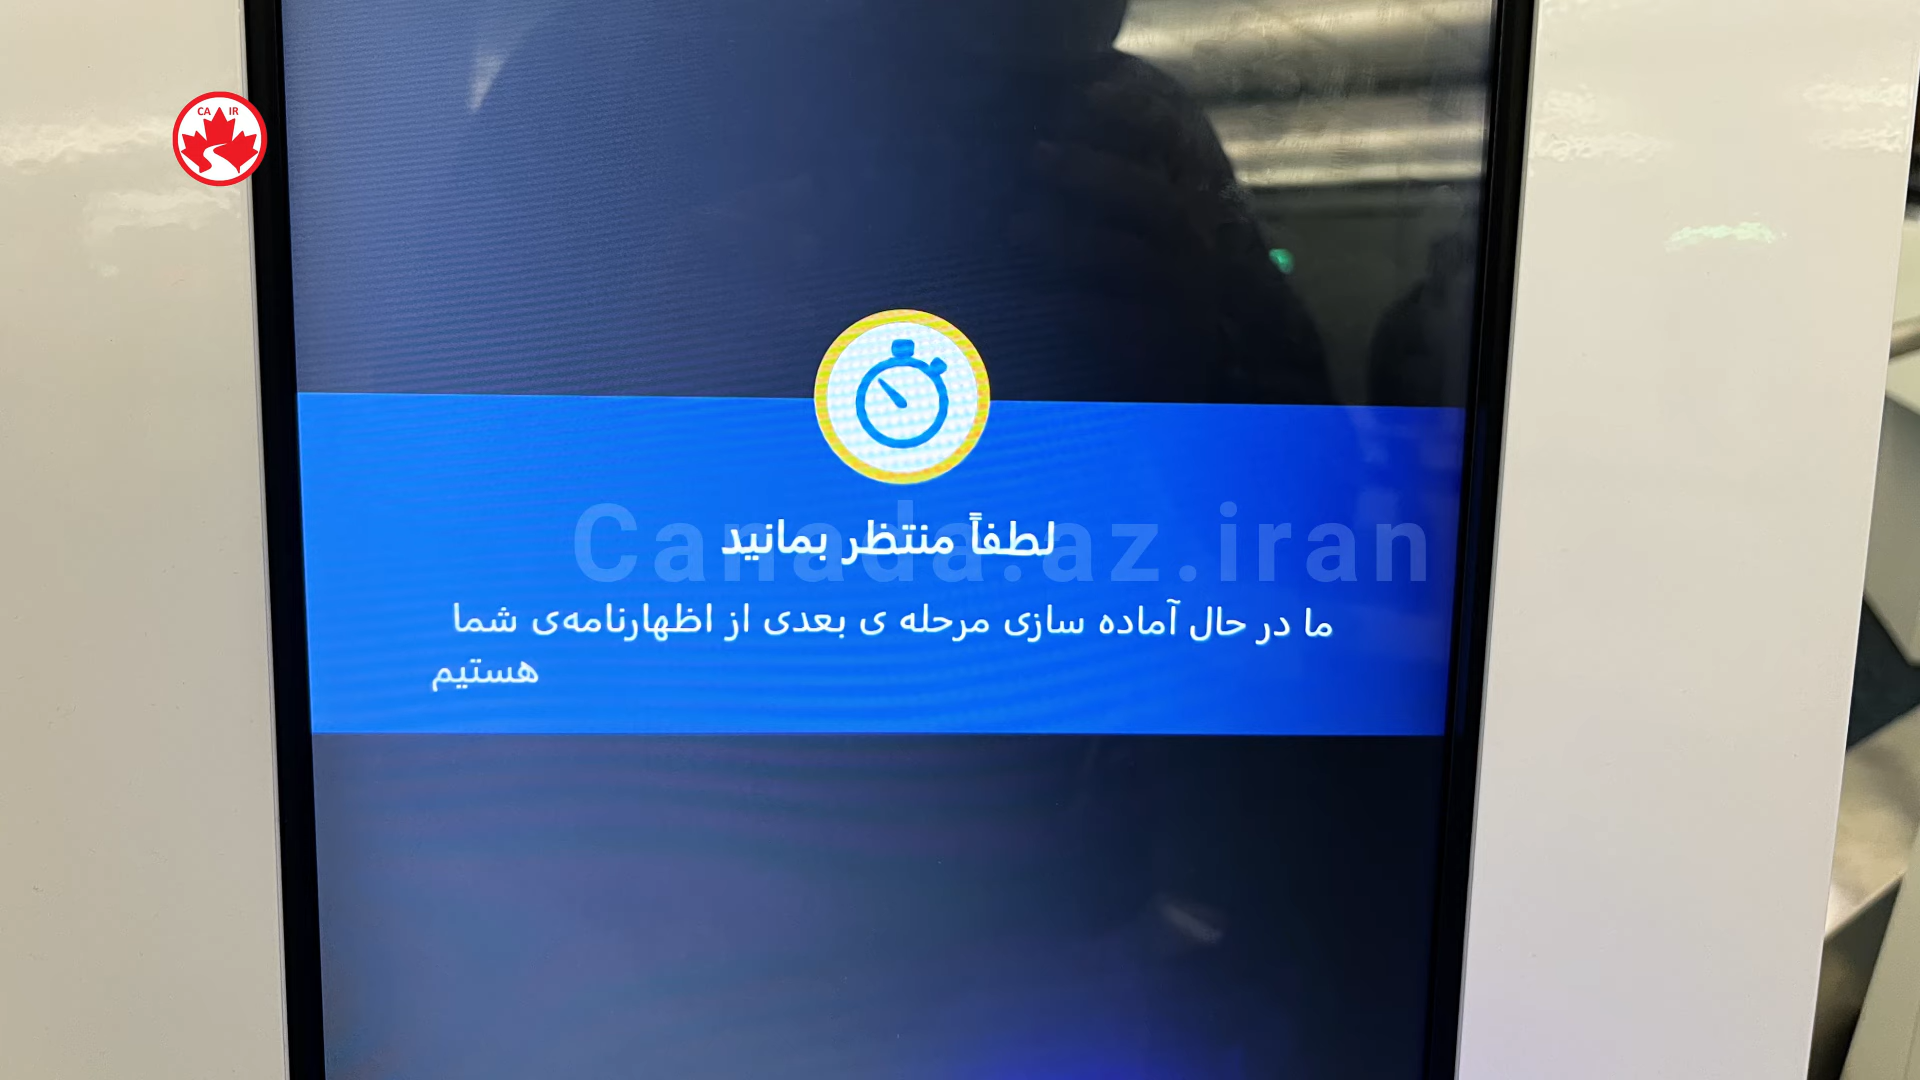 CA IR
لطفاً منتظر بمانید
Canada.az.iran
ما در حال آماده سازی مرحله ی بعدی از اظهارنامه‌ی شما
هستیم